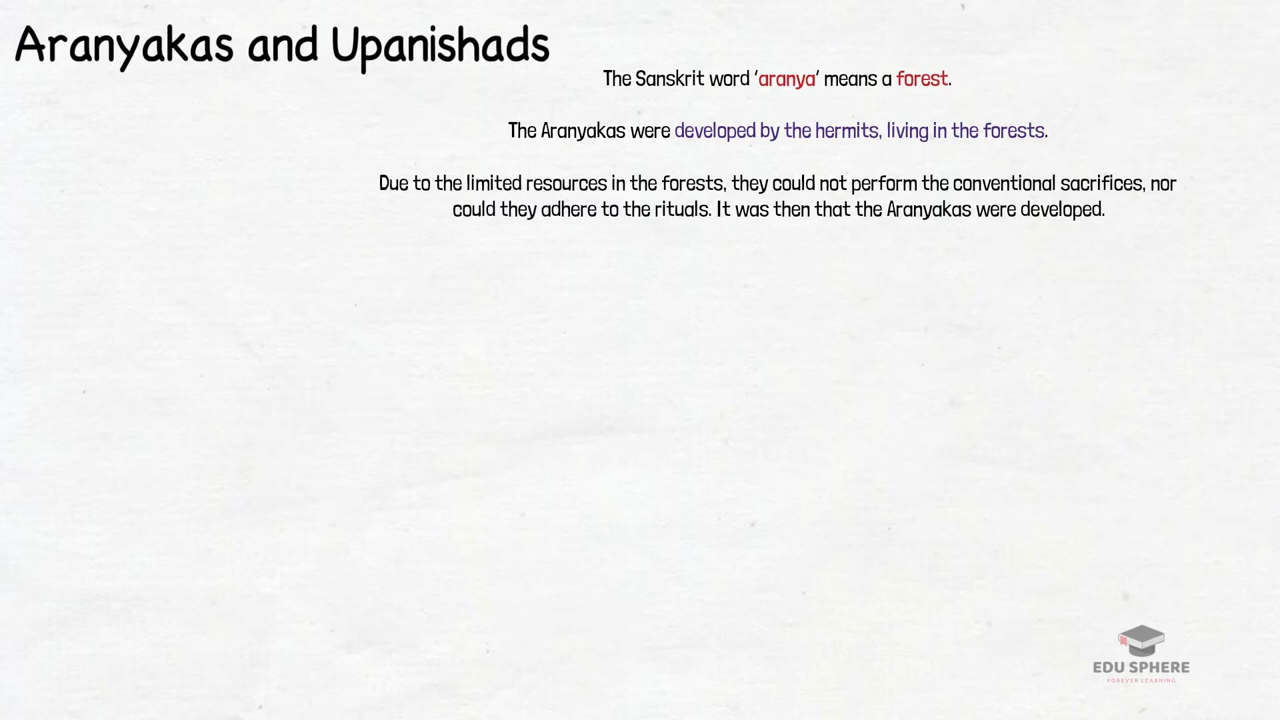 Aranyakas and Upanishads
The Sanskrit word 'aranya' means a forest.
The Aranyakas were developed by the hermits, living in the forests.
Due to the limited resources in the forests, they could not perform the conventional sacrifices, nor
could they adhere to the rituals. It was then that the Aranyakas were developed.
EDU SPHERE
FOREVER LEARNING